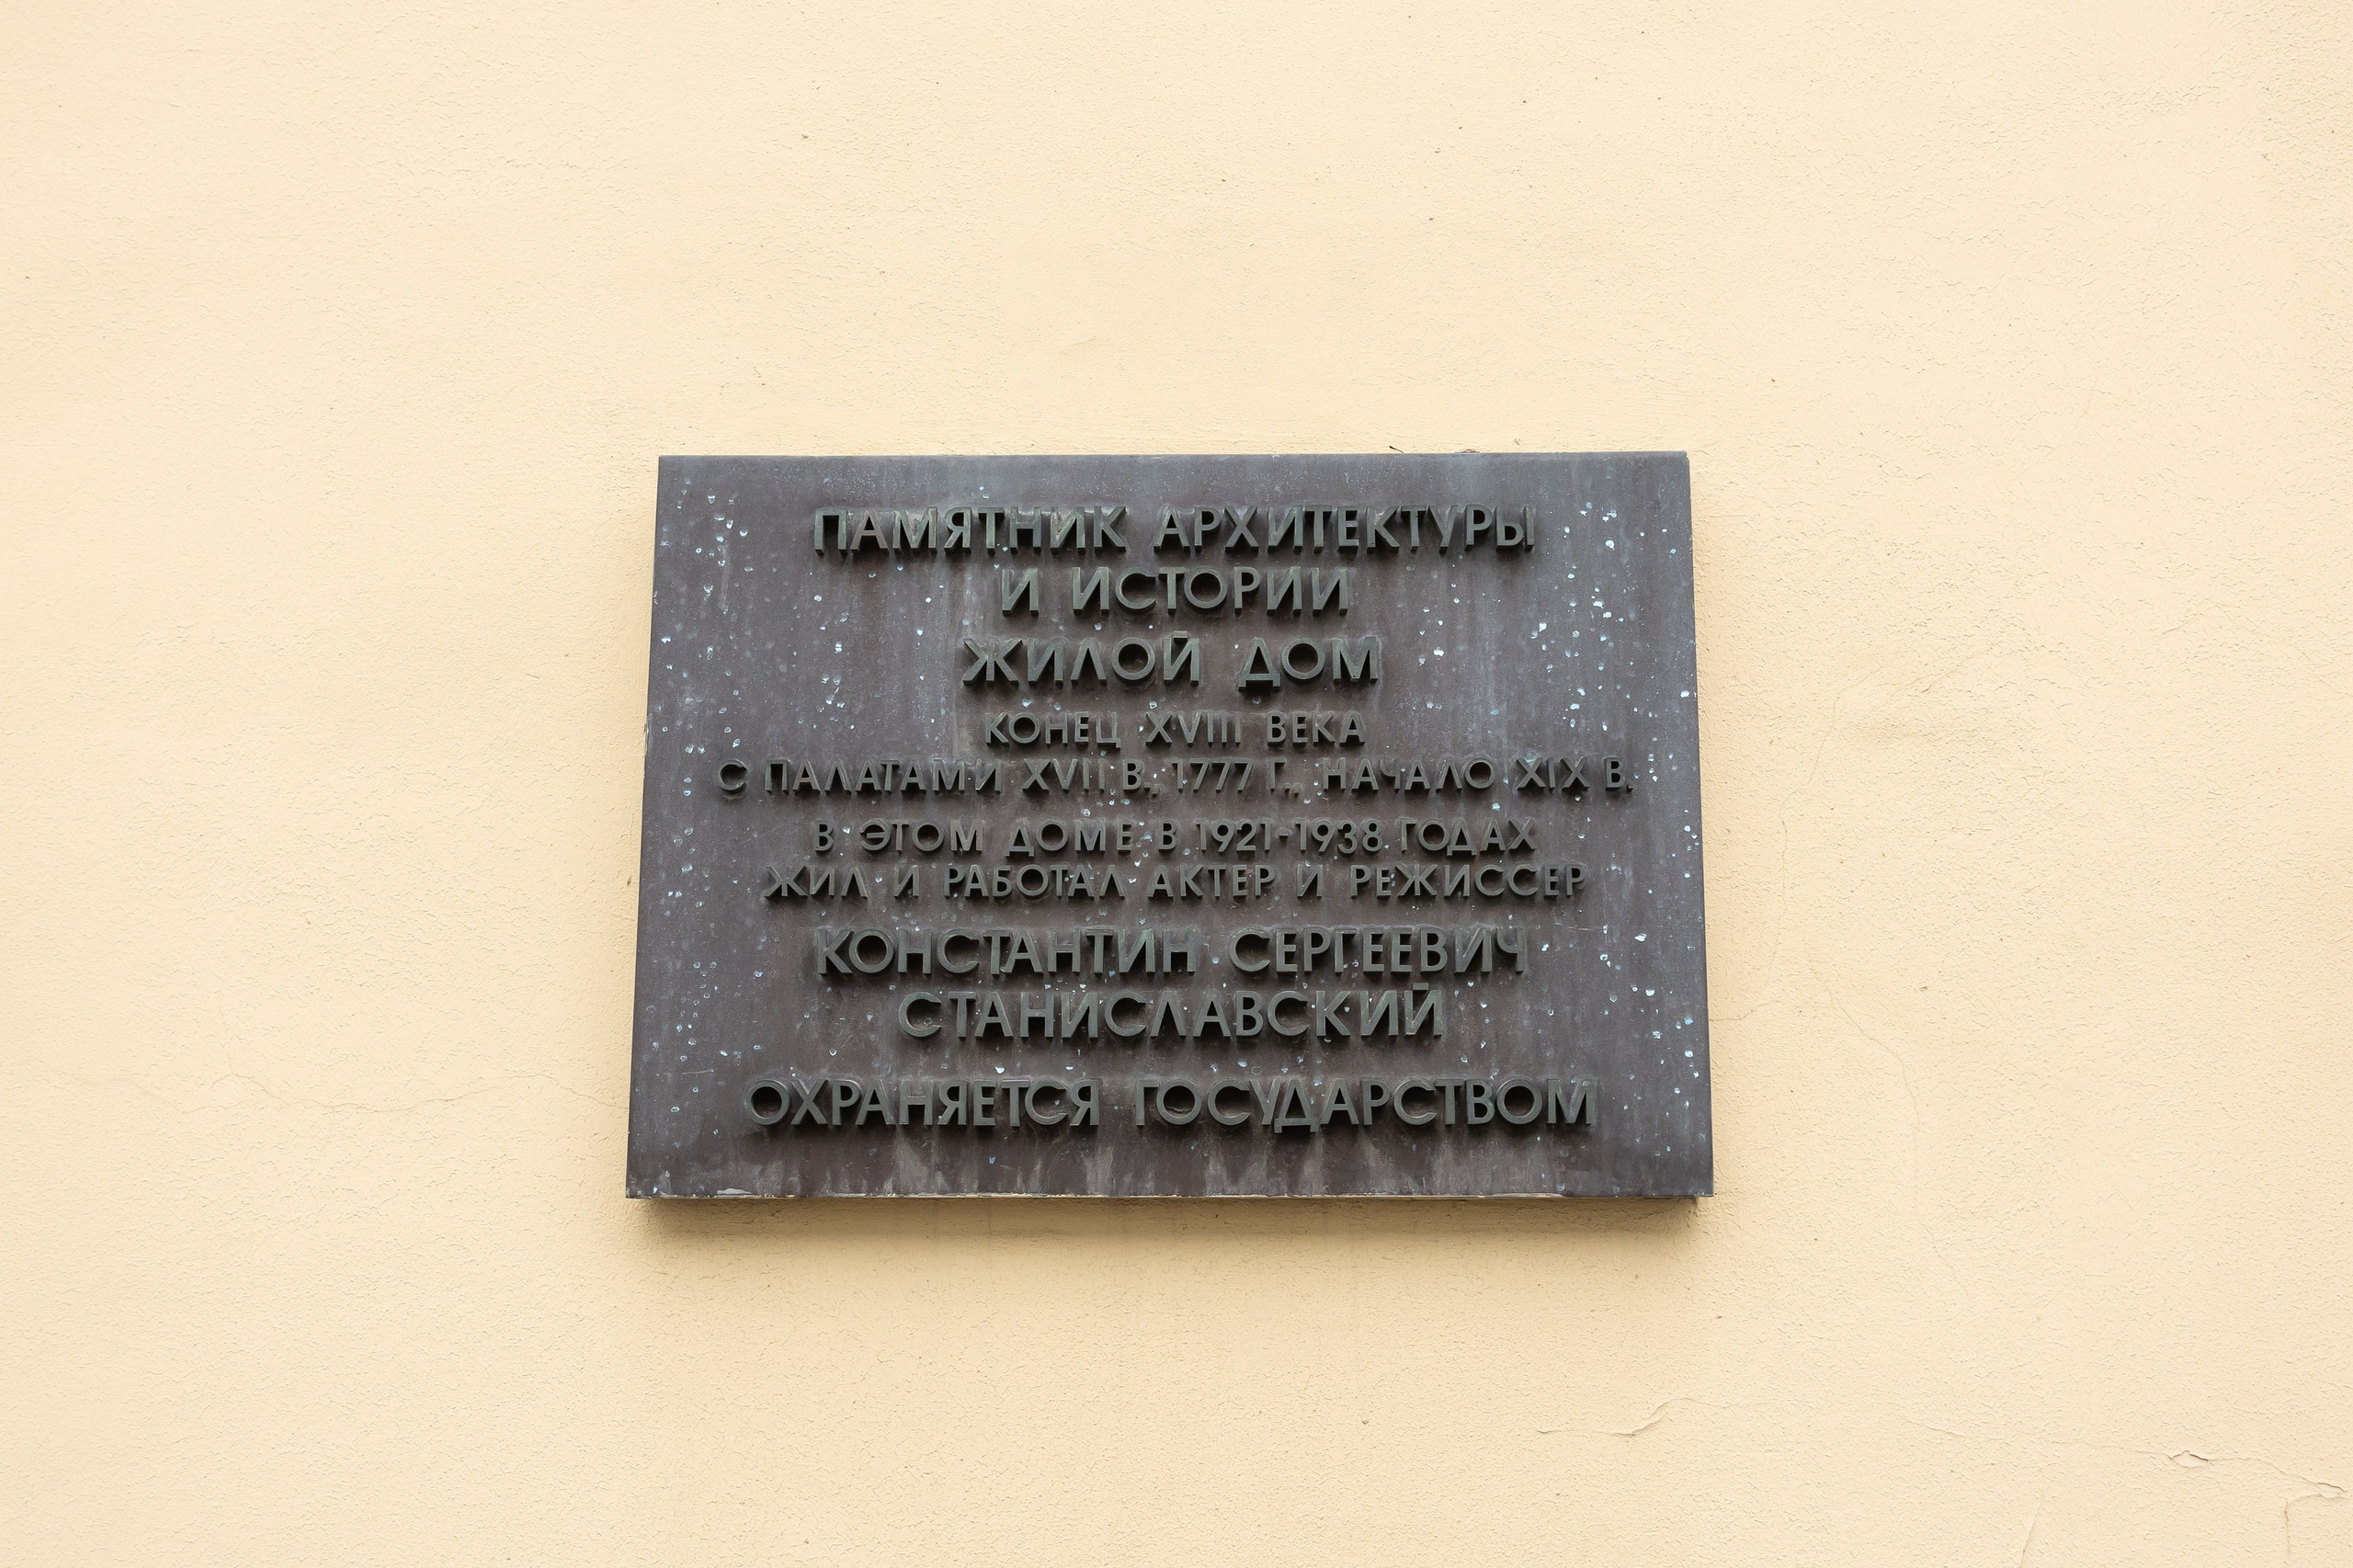 ПАМЯТНИК АРХИТЕКТУРЫ
И ИСТОРИИ
ЖИЛОЙ ДОМ
КОНЕЦ XVIII ВЕКА
С ПАЛАТАМИ XVII В., 1777 Г., НАЧАЛО XIX В.
В ЭТОМ ДОМЕ В 1921-1938 ГОДАХ
ЖИЛ И РАБОТАЛ АКТЕР И РЕЖИССЕР
КОНСТАНТИН СЕРГЕЕВИЧ
СТАНИСЛАВСКИЙ
ОХРАНЯЕТСЯ ГОСУДАРСТВОМ